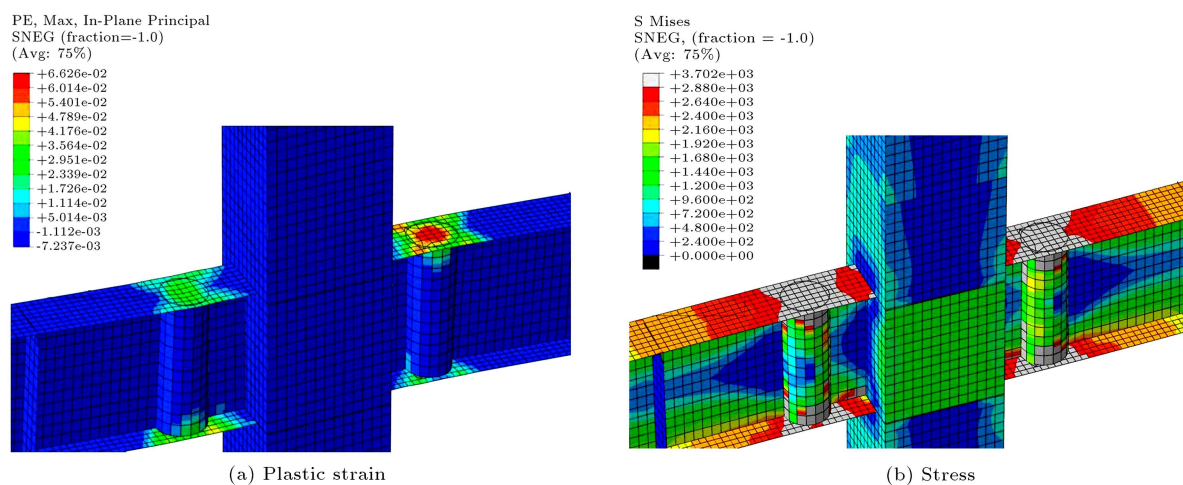 PE, Max, In-Plane Principal
SNEG (fraction=-1.0)
(Avg: 75%)
+6.626e-02
+6.014e-02
+5.401e-02
+4.789e-02
+4.176e-02
+3.564e-02
+2.951e-02
+2.339e-02
+1.726e-02
+1.114e-02
+5.014e-03
-1.112e-03
-7.237e-03
(a) Plastic strain
S Mises
SNEG, (fraction = -1.0)
(Avg: 75%)
+3.702e+03
+2.880e+03
+2.640e+03
+2.400e+03
+2.160e+03
+1.920e+03
+1.680e+03
+1.440e+03
+1.200e+03
+9.600e+02
+7.200e+02
+4.800e+02
+2.400e+02
+0.000e+00
(b) Stress